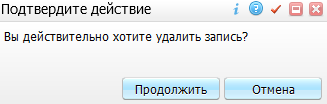 Подтвердите действие
Вы действительно хотите удалить запись?
Продолжить Отмена